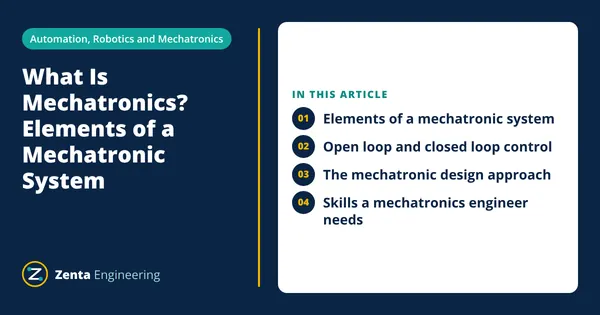 Automation, Robotics and Mechatronics
What Is
Mechatronics?
Elements of a
Mechatronic
System
Zenta Engineering
IN THIS ARTICLE
01 Elements of a mechatronic system
02 Open loop and closed loop control
03 The mechatronic design approach
04 Skills a mechatronics engineer
needs